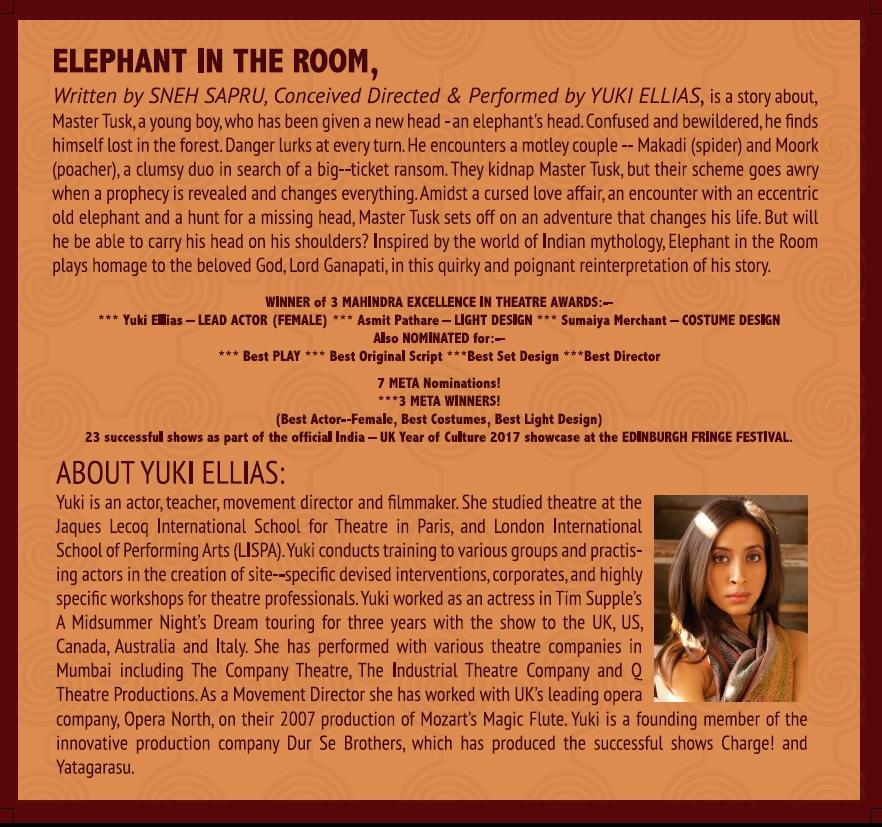 ELEPHANT IN THE ROOM,
Written by SNEH SAPRU, Conceived Directed & Performed by YUKI ELLIAS, is a story about,
Master Tusk, a young boy, who has been given a new head - an elephant's head. Confused and bewildered, he finds
himself lost in the forest. Danger lurks at every turn. He encounters a motley couple -- Makadi (spider) and Moork
(poacher), a clumsy duo in search of a big--ticket ransom. They kidnap Master Tusk, but their scheme goes awry
when a prophecy is revealed and changes everything. Amidst a cursed love affair, an encounter with an eccentric
old elephant and a hunt for a missing head, Master Tusk sets off on an adventure that changes his life. But will
he be able to carry his head on his shoulders? Inspired by the world of Indian mythology, Elephant in the Room
plays homage to the beloved God, Lord Ganapati, in this quirky and poignant reinterpretation of his story.
WINNER of 3 MAHINDRA EXCELLENCE IN THEATRE AWARDS:--
*** Yuki Ellias -- LEAD ACTOR (FEMALE) *** Asmit Pathare -- LIGHT DESIGN *** Sumaiya Merchant -- COSTUME DESIGN
Also NOMINATED for:--
*** Best PLAY *** Best Original Script ***Best Set Design ***Best Director
7 META Nominations!
***3 META WINNERS!
(Best Actor--Female, Best Costumes, Best Light Design)
23 successful shows as part of the official India -- UK Year of Culture 2017 showcase at the EDINBURGH FRINGE FESTIVAL.
ABOUT YUKI ELLIAS:
Yuki is an actor, teacher, movement director and filmmaker. She studied theatre at the
Jaques Lecoq International School for Theatre in Paris, and London International
School of Performing Arts (LISPA). Yuki conducts training to various groups and practis-
ing actors in the creation of site--specific devised interventions, corporates, and highly
specific workshops for theatre professionals. Yuki worked as an actress in Tim Supple's
A Midsummer Night's Dream touring for three years with the show to the UK, US,
Canada, Australia and Italy. She has performed with various theatre companies in
Mumbai including The Company Theatre, The Industrial Theatre Company and Q
Theatre Productions. As a Movement Director she has worked with UK's leading opera
company, Opera North, on their 2007 production of Mozart's Magic Flute. Yuki is a founding member of the
innovative production company Dur Se Brothers, which has produced the successful shows Charge! and
Yatagarasu.